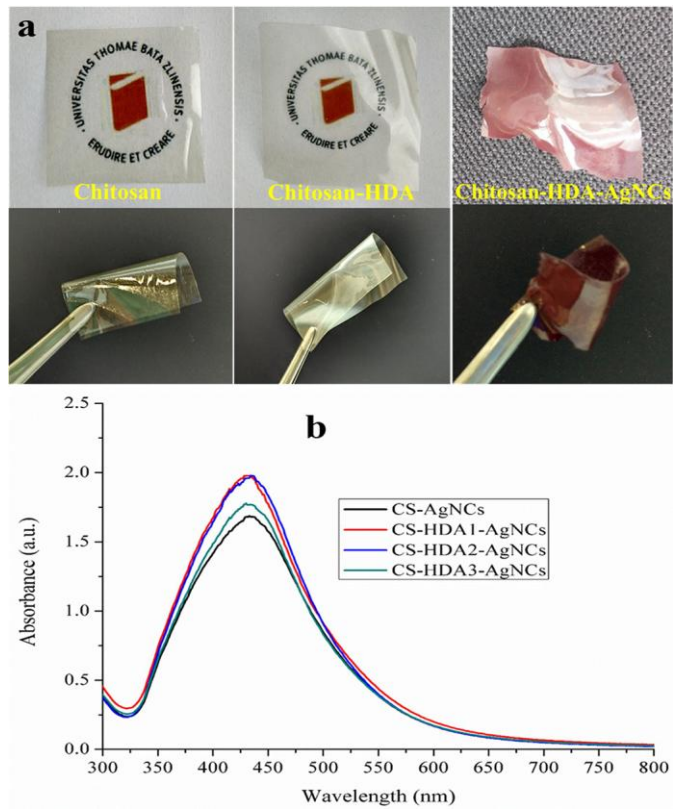 a
UNIVERSITAS THOMAE BATA ZLINENSIS
· ERUDIRE ET CREARE ·
Chitosan
UNIVERSITAS THOMAE BATA ZLINENSIS
· ERUDIRE ET CREARE ·
Chitosan-HDA
Chitosan-HDA-AgNCs
b
Absorbance (a.u.)
2.5
2.0
1.5
1.0
0.5
0.0
CS-AgNCs
CS-HDA1-AgNCs
CS-HDA2-AgNCs
CS-HDA3-AgNCs
300 350 400 450 500 550 600 650 700 750 800
Wavelength (nm)